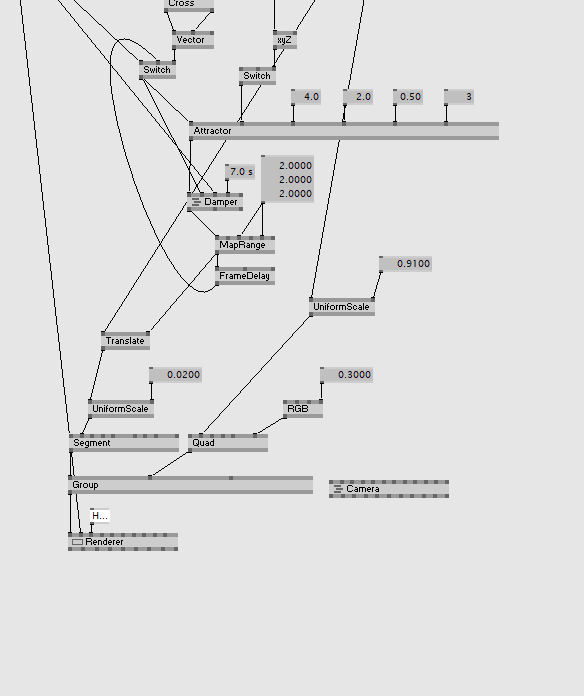 Cross
Vector
xyZ
Switch
Switch
4.0
2.0
0.50
3
Attractor
7.0 s
2.0000
2.0000
2.0000
Damper
MapRange
0.9100
FrameDelay
UniformScale
Translate
0.0200
0.3000
UniformScale
RGB
Segment
Quad
Group
Camera
H...
Renderer